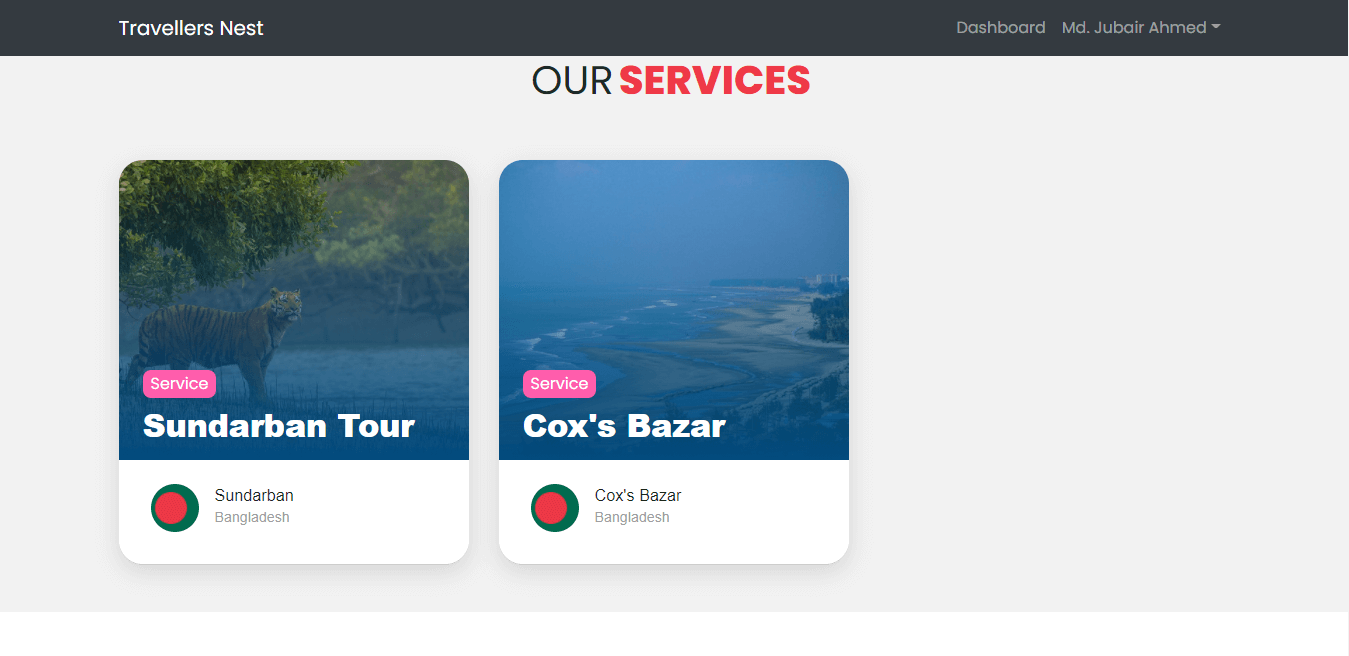 Travellers Nest
Dashboard Md. Jubair Ahmed
OUR SERVICES
Service
Sundarban Tour
Sundarban
Bangladesh
Service
Cox's Bazar
Cox's Bazar
Bangladesh